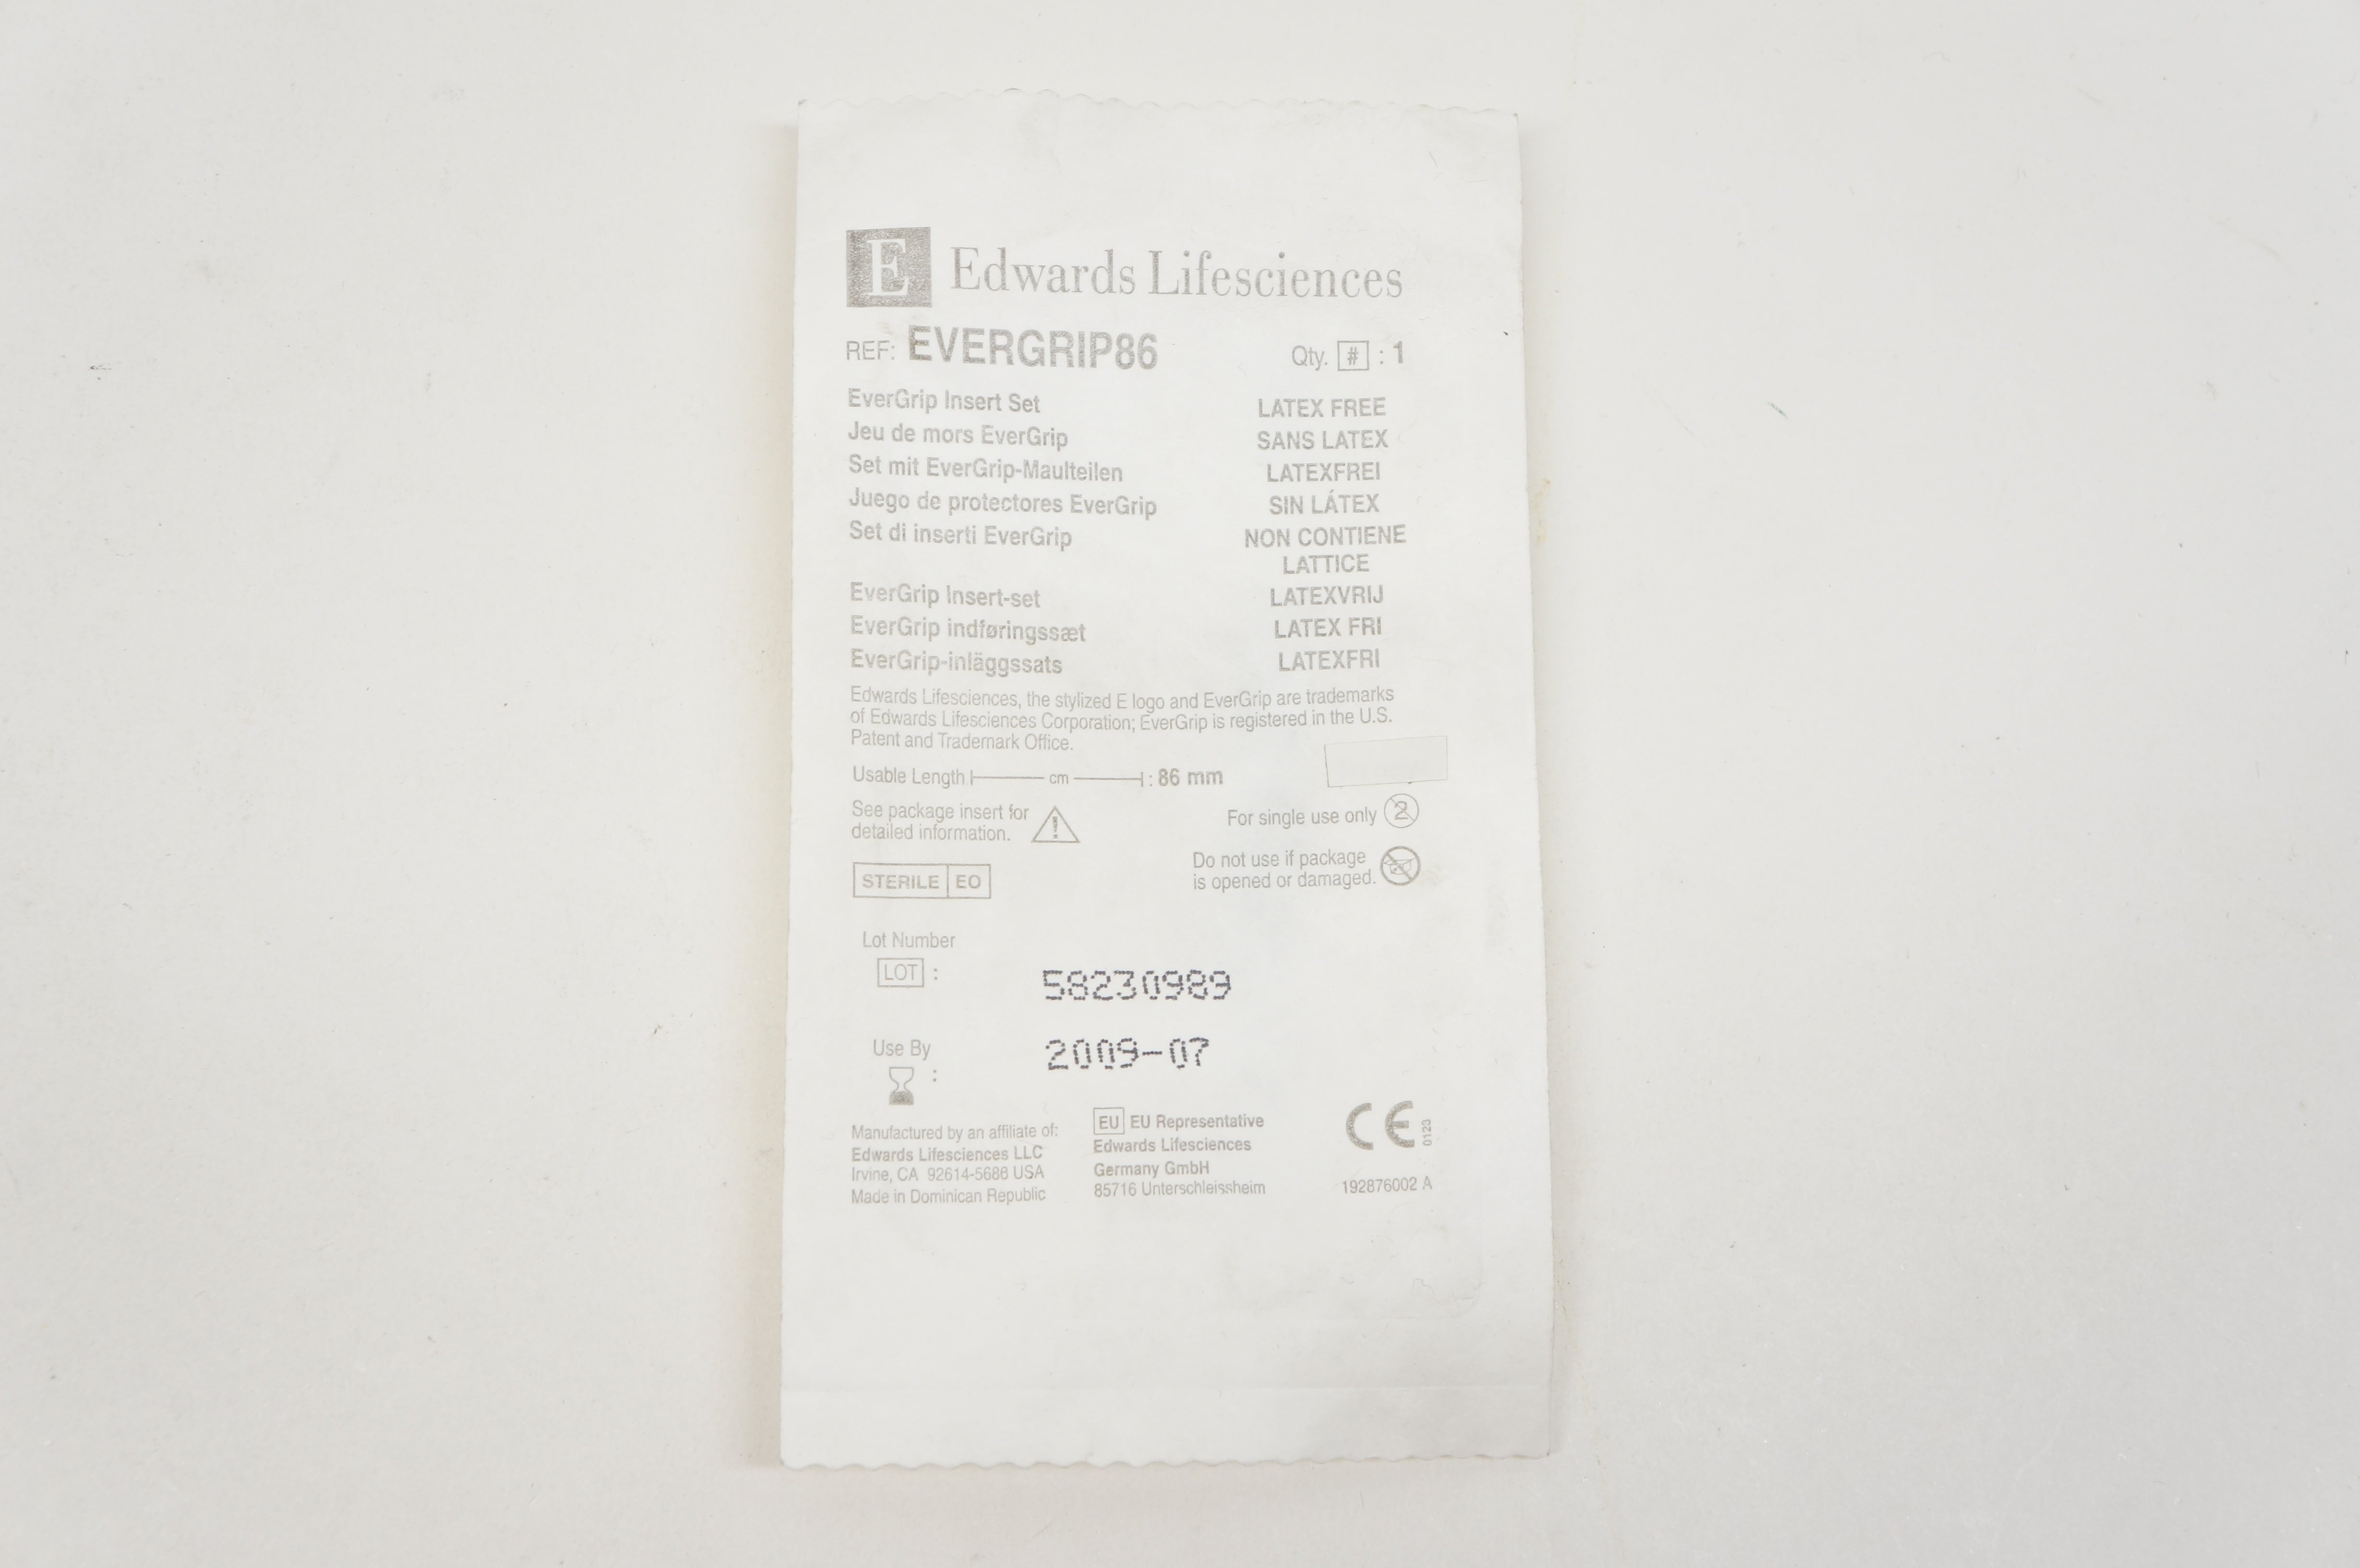 E Edwards Lifesciences
REF: EVERGRIP86 Qty. # : 1
EverGrip Insert Set LATEX FREE
Jeu de mors EverGrip SANS LATEX
Set mit EverGrip-Maulteilen LATEXFREI
Juego de protectores EverGrip SIN LÁTEX
Set di inserti EverGrip NON CONTIENE
LATTICE
EverGrip Insert-set LATEXVRIJ
EverGrip indføringssæt LATEX FRI
EverGrip-inläggssats LATEXFRI
Edwards Lifesciences, the stylized E logo and EverGrip are trademarks
of Edwards Lifesciences Corporation; EverGrip is registered in the U.S.
Patent and Trademark Office.
Usable Length cm : 86 mm
See package insert for
detailed information. !
For single use only 2
Do not use if package
is opened or damaged.
STERILE EO
Lot Number
LOT : 58230989
Use By : 2009-07
Manufactured by an affiliate of:
Edwards Lifesciences LLC
Irvine, CA 92614-5686 USA
Made in Dominican Republic
EU EU Representative
Edwards Lifesciences
Germany GmbH
85716 Unterschleissheim
CE 0123
192876002 A